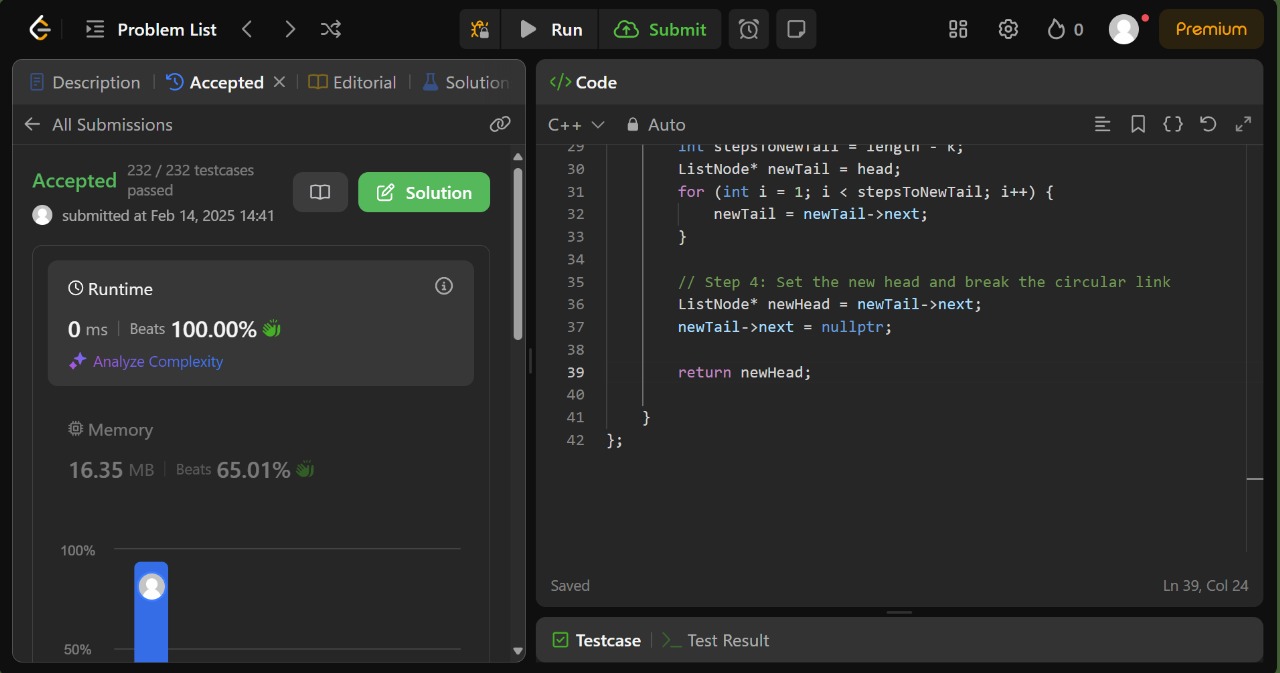 Problem List
Run
Submit
0
Premium
Description
Accepted
Editorial
Solution
All Submissions
Accepted
232 / 232 testcases
passed
submitted at Feb 14, 2025 14:41
Solution
Runtime
0 ms
Beats 100.00%
Analyze Complexity
Memory
16.35 MB
Beats 65.01%
100%
50%
</> Code
C++
Auto
29 int stepsToNewTail = length - k;
30 ListNode* newTail = head;
31 for (int i = 1; i < stepsToNewTail; i++) {
32 newTail = newTail->next;
33 }
34
35 // Step 4: Set the new head and break the circular link
36 ListNode* newHead = newTail->next;
37 newTail->next = nullptr;
38
39 return newHead;
40
41 }
42 };
Saved
Ln 39, Col 24
Testcase
>_ Test Result